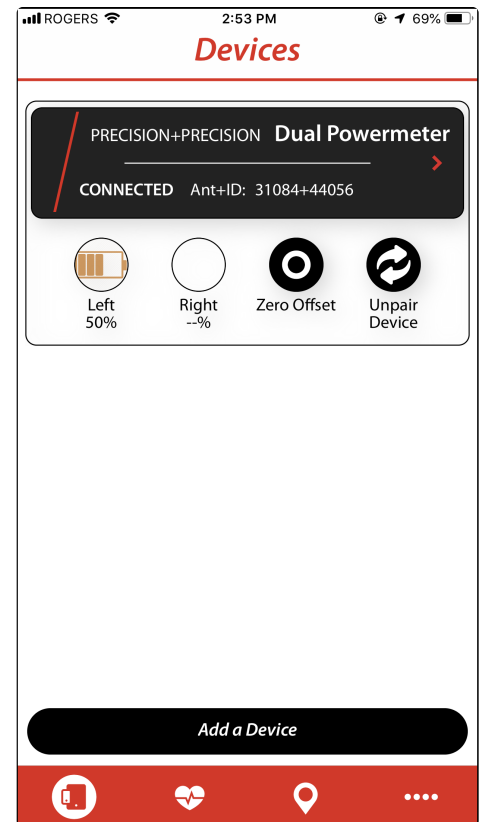 ROGERS 2:53 PM 69%
Devices
PRECISION+PRECISION Dual Powermeter
CONNECTED Ant+ID: 31084+44056
Left Right Zero Offset Unpair
50% --% Device
Add a Device